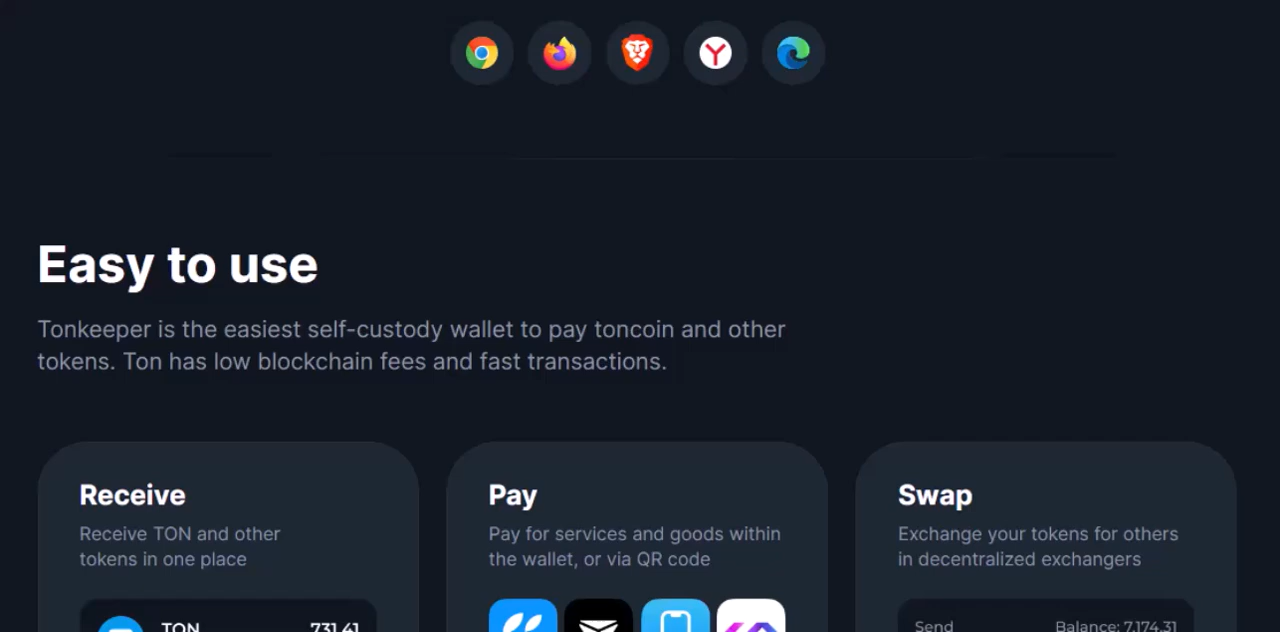 Easy to use
Tonkeeper is the easiest self-custody wallet to pay toncoin and other
tokens. Ton has low blockchain fees and fast transactions.
Receive
Receive TON and other
tokens in one place
TON 731.41
Pay
Pay for services and goods within
the wallet, or via QR code
Swap
Exchange your tokens for others
in decentralized exchangers
Send Balance: 7,174.31